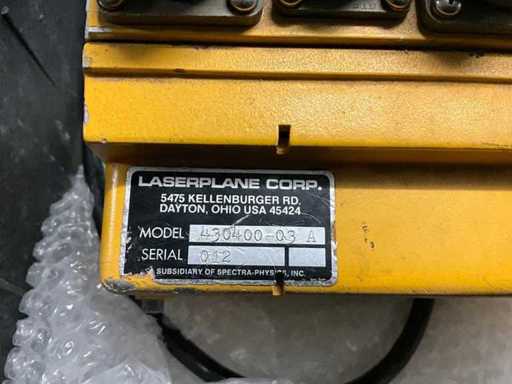 LASERPLANE CORP.
5475 KELLENBURGER RD.
DAYTON, OHIO USA 45424
MODEL 430400-03 A
SERIAL 012
SUBSIDIARY OF SPECTRA-PHYSICS, INC.